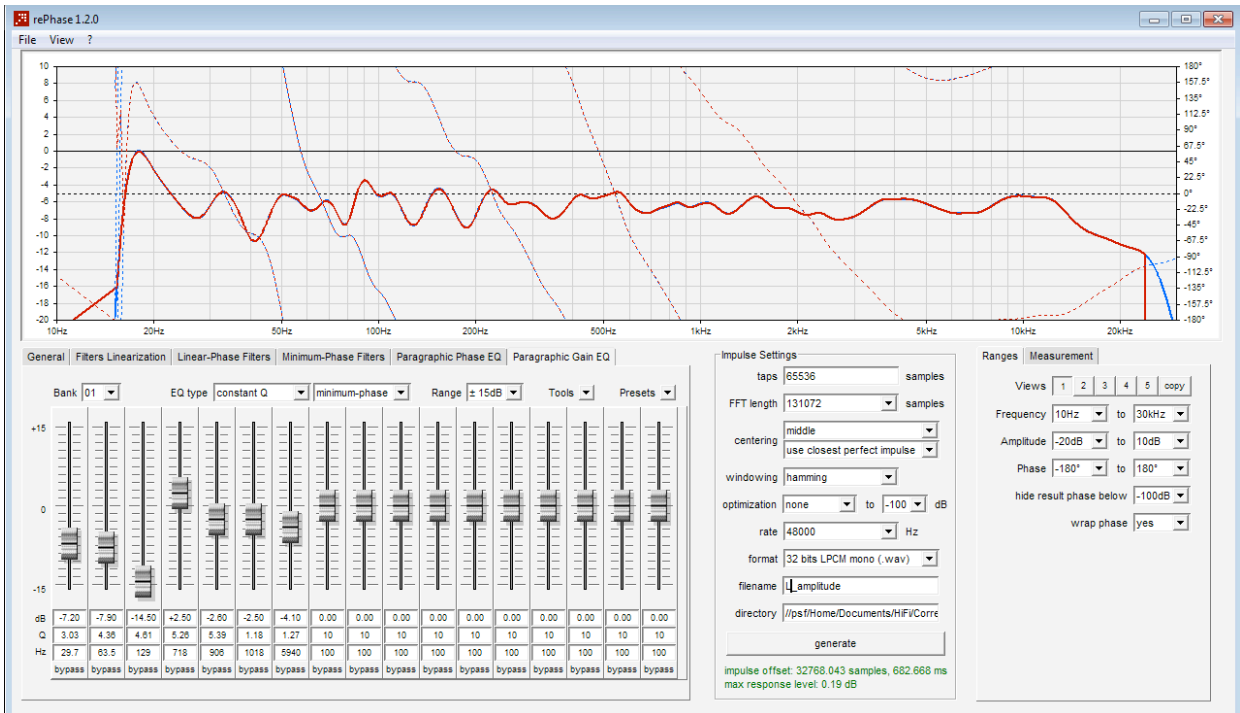 rePhase 1.2.0
File View ?
10
8
6
4
2
0
-2
-4
-6
-8
-10
-12
-14
-16
-18
-20
180°
157.5°
135°
112.5°
90°
67.5°
45°
22.5°
0°
-22.5°
-45°
-67.5°
-90°
-112.5°
-135°
-157.5°
-180°
10Hz 20Hz 50Hz 100Hz 200Hz 500Hz 1kHz 2kHz 5kHz 10kHz 20kHz
General Filters Linearization Linear-Phase Filters Minimum-Phase Filters Paragraphic Phase EQ Paragraphic Gain EQ
Bank 01 EQ type constant Q minimum-phase Range ± 15dB Tools Presets
+15
0
-15
dB -7.20 -7.90 -14.50 +2.50 -2.60 -2.50 -4.10 0.00 0.00 0.00 0.00 0.00 0.00 0.00 0.00 0.00 0.00
Q 3.03 4.36 4.61 5.26 5.39 1.18 1.27 10 10 10 10 10 10 10 10 10 10
Hz 29.7 63.5 129 718 906 1018 5940 100 100 100 100 100 100 100 100 100 100
bypass bypass bypass bypass bypass bypass bypass bypass bypass bypass bypass bypass bypass bypass bypass bypass bypass
Impulse Settings
taps 65536 samples
FFT length 131072 samples
centering middle
use closest perfect impulse
windowing hamming
optimization none to -100 dB
rate 48000 Hz
format 32 bits LPCM mono (.wav)
filename L_amplitude
directory //psf/Home/Documents/HiFi/Corre
generate
impulse offset: 32768.043 samples, 682.668 ms
max response level: 0.19 dB
Ranges Measurement
Views 1 2 3 4 5 copy
Frequency 10Hz to 30kHz
Amplitude -20dB to 10dB
Phase -180° to 180°
hide result phase below -100dB
wrap phase yes